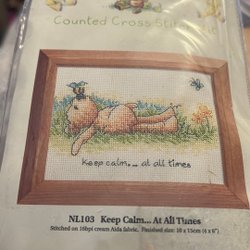 Counted Cross Stitch Kit
keep calm... at all times
NL103 Keep Calm... At All Times
Stitched on 16hpi cream Aida fabric. Finished size: 10 x 15cm (4 x 6")